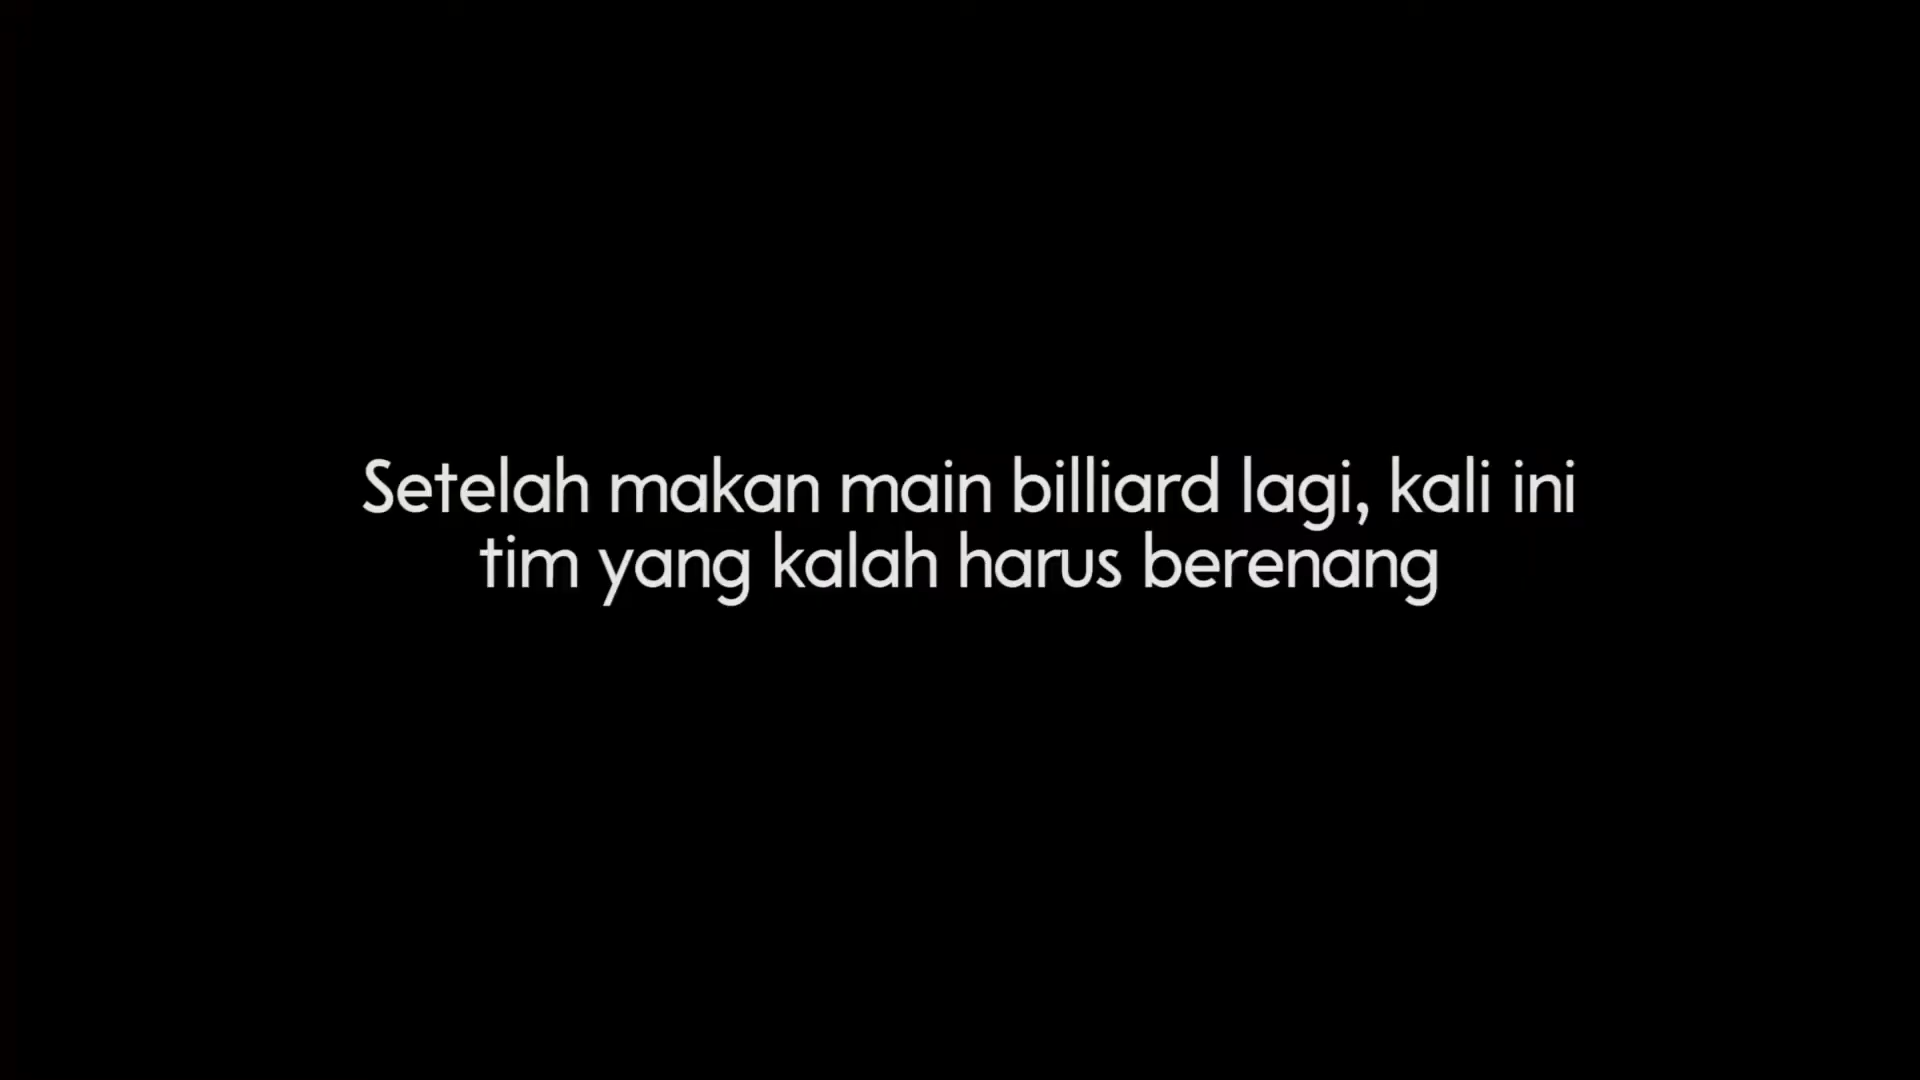 Setelah makan main billiard lagi, kali ini
tim yang kalah harus berenang